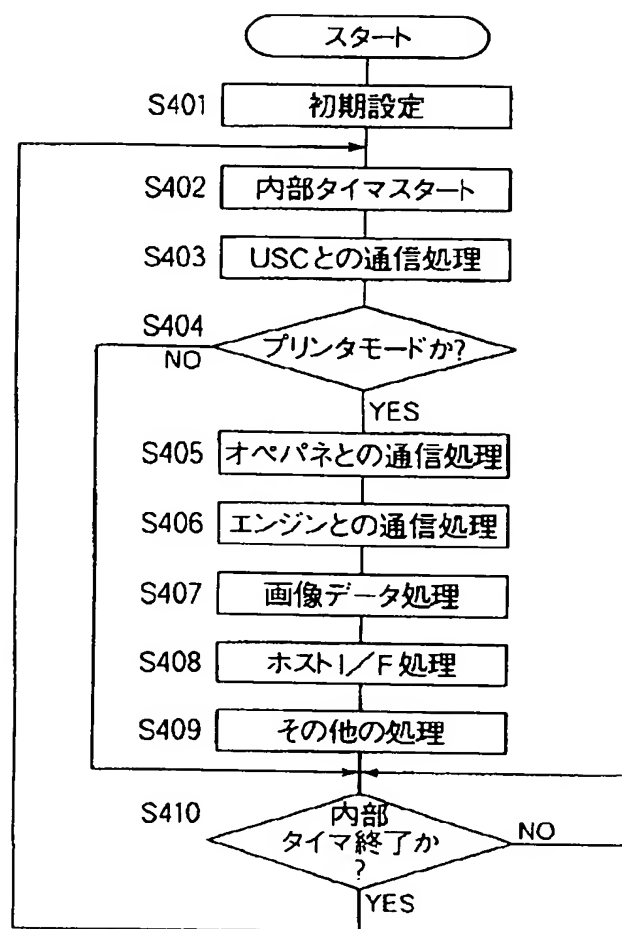 スタート
S401
初期設定
S402
内部タイマスタート
S403
USCとの通信処理
S404
プリンタモードか?
NO
YES
S405
オペパネとの通信処理
S406
エンジンとの通信処理
S407
画像データ処理
S408
ホストI/F処理
S409
その他の処理
S410
内部
タイマ終了か
?
NO
YES